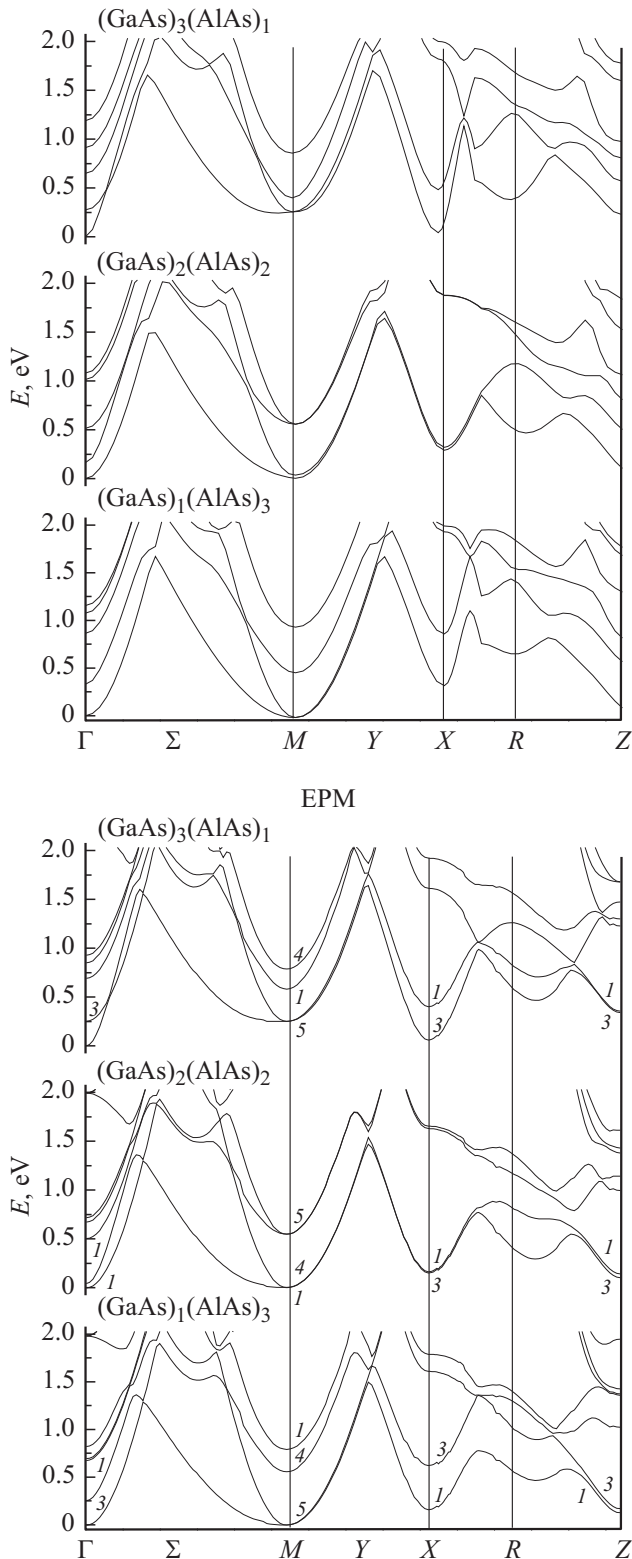 (GaAs)₃(AlAs)₁
2.0
1.5
1.0
0.5
0
(GaAs)₂(AlAs)₂
2.0
1.5
1.0
0.5
0
E, eV
(GaAs)₁(AlAs)₃
2.0
1.5
1.0
0.5
0
Γ Σ M Y X R Z
EPM
(GaAs)₃(AlAs)₁
2.0
1.5
1.0 4
0.5 3 1 1 1
0 5 3 3
(GaAs)₂(AlAs)₂
2.0
1.5
1.0 5
0.5 1 4 1 1
0 1 1 3 3
E, eV
(GaAs)₁(AlAs)₃
2.0
1.5
1.0 1 3
0.5 1 4 3
0 3 5 1 1
Γ Σ M Y X R Z